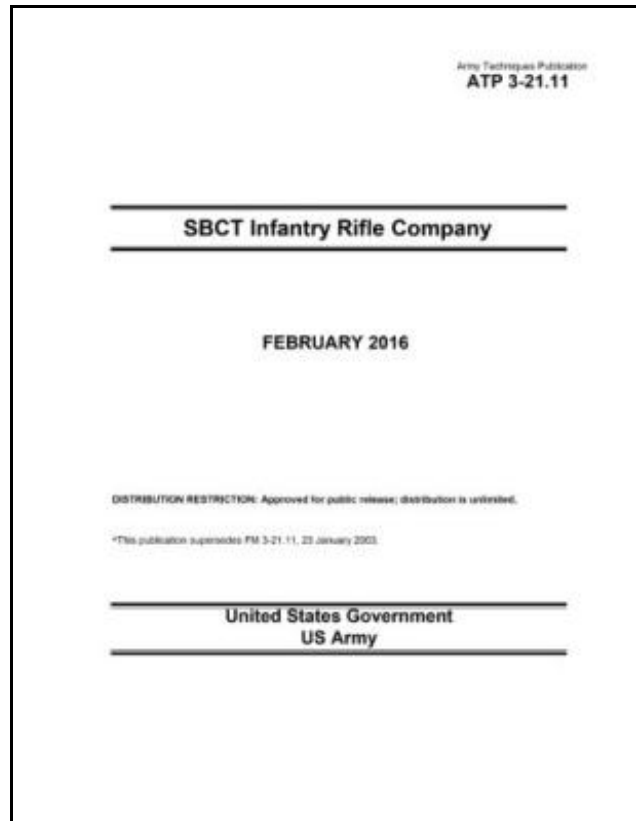 Army Techniques Publication
ATP 3-21.11
SBCT Infantry Rifle Company
FEBRUARY 2016
DISTRIBUTION RESTRICTION: Approved for public release; distribution is unlimited.
*This publication supersedes FM 3-21.11, 23 January 2003.
United States Government
US Army